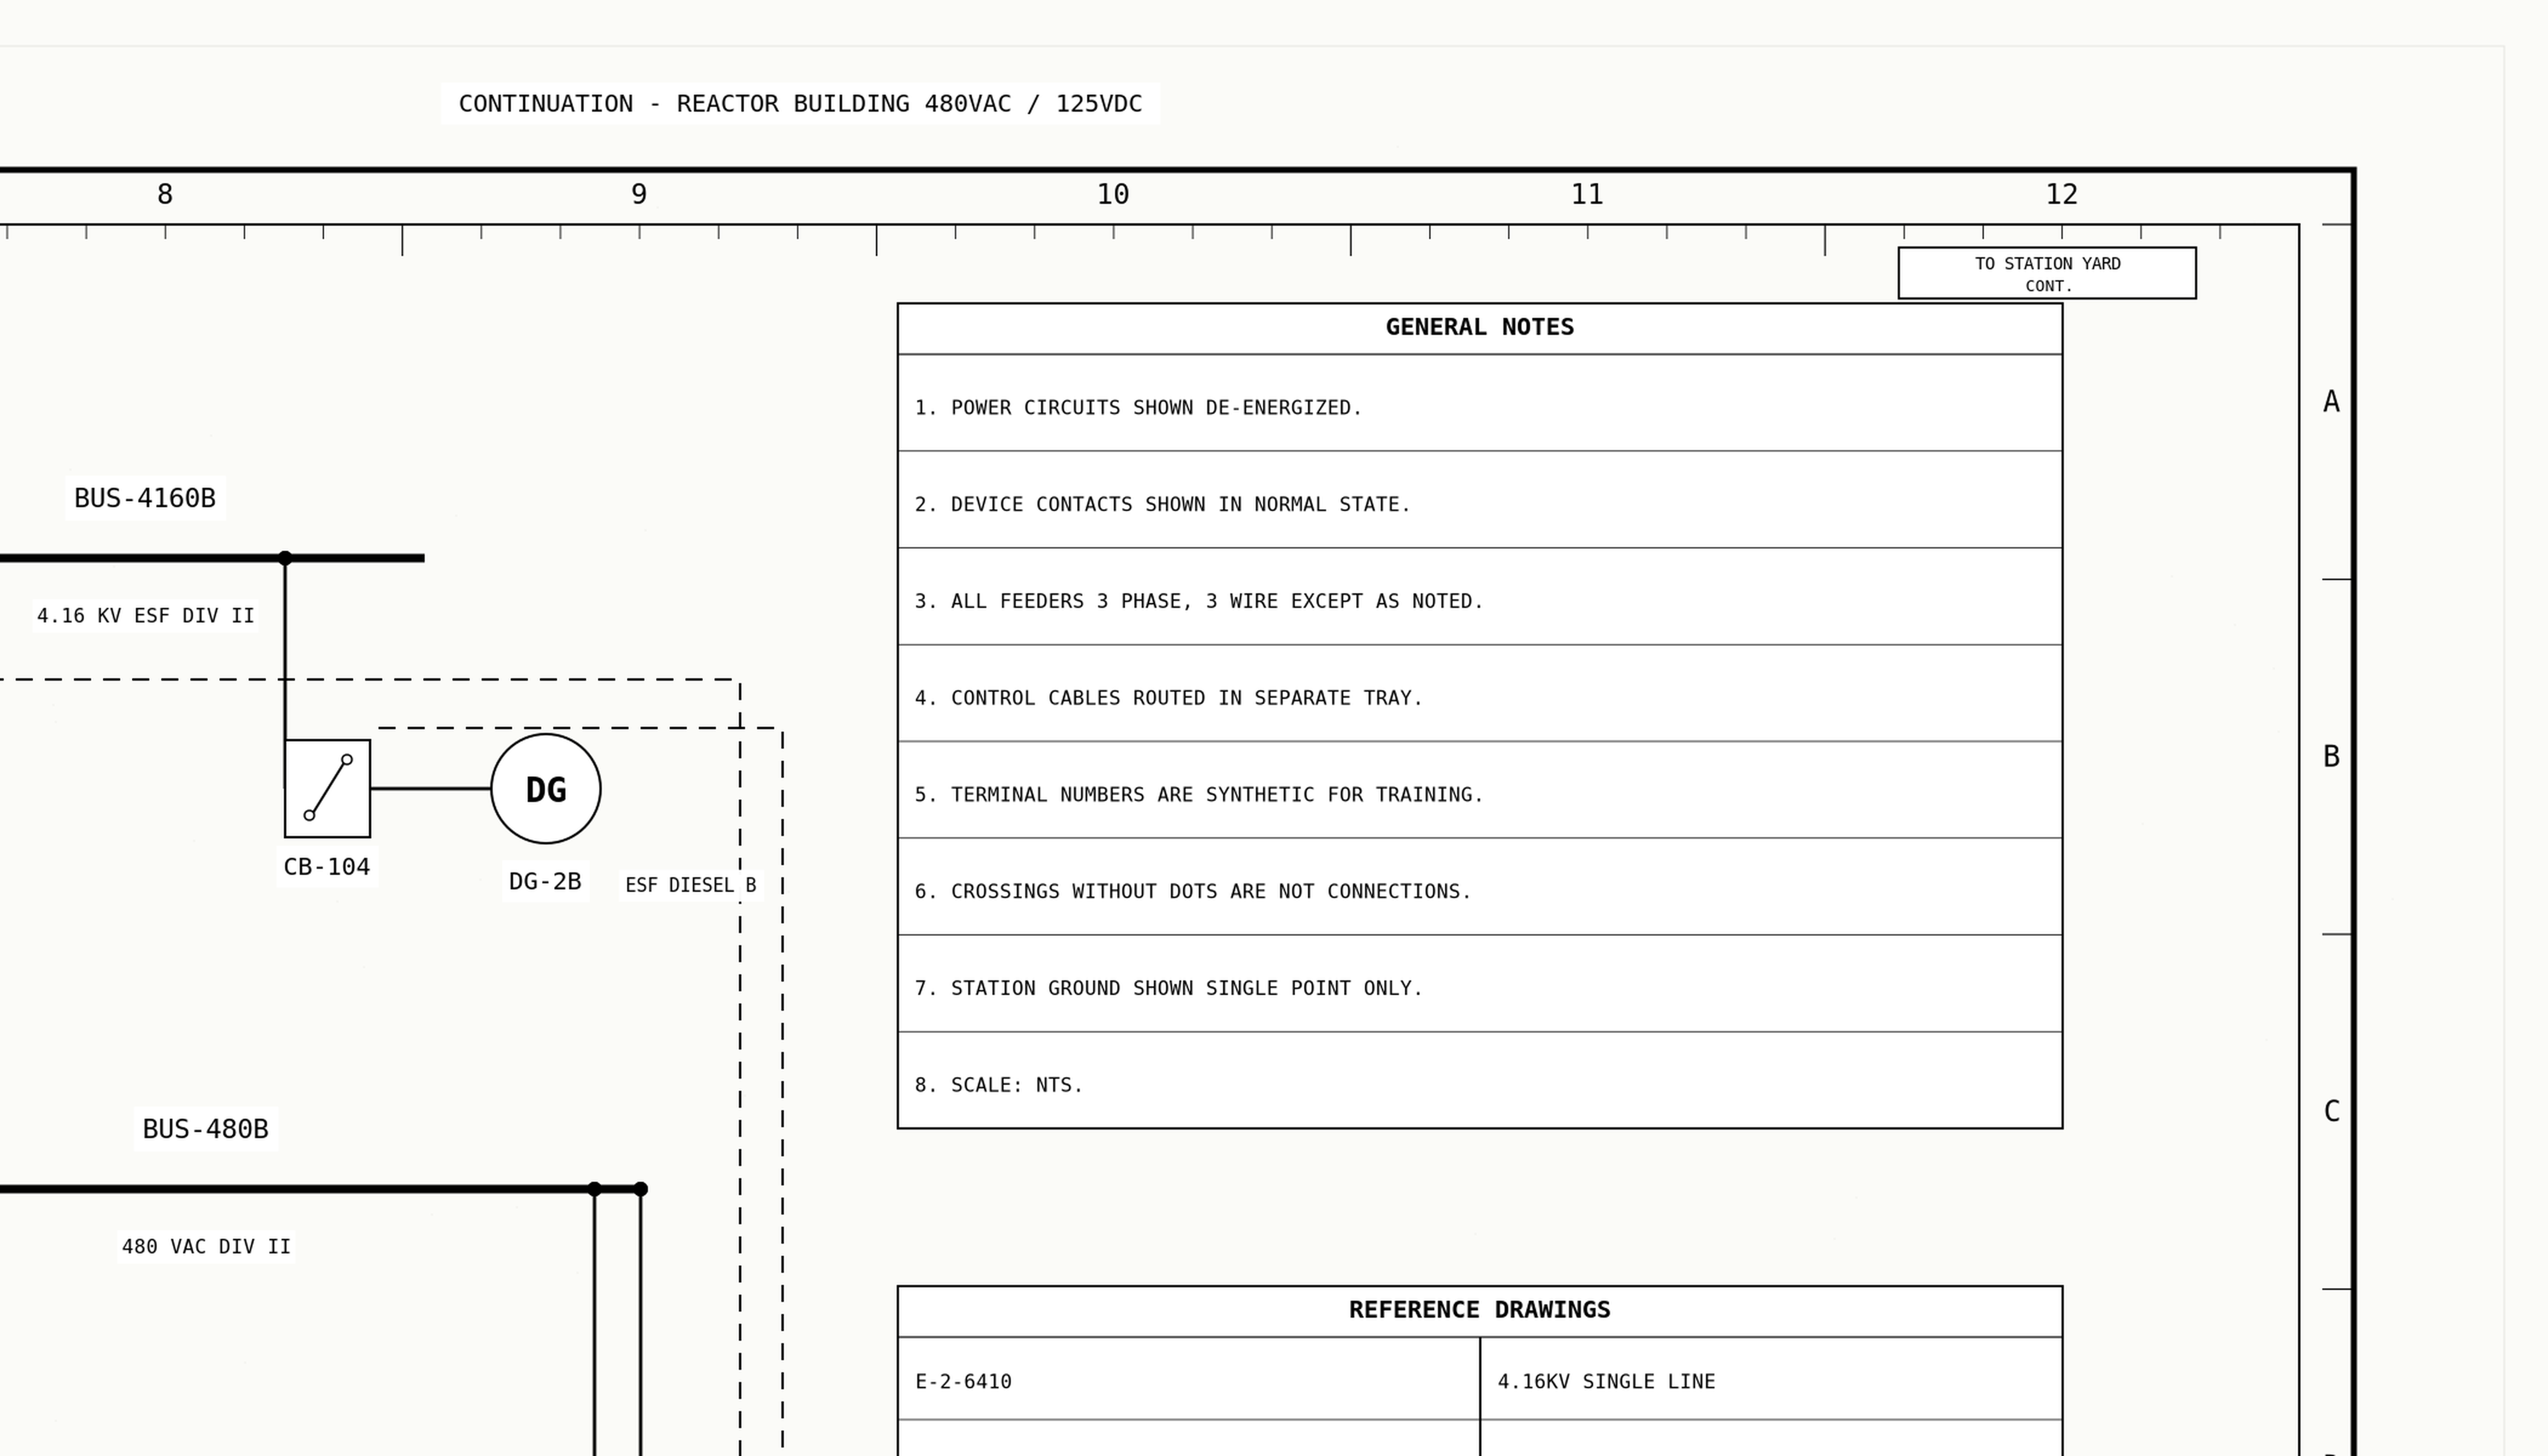 CONTINUATION - REACTOR BUILDING 480VAC / 125VDC
8
9
10
11
12
TO STATION YARD
CONT.
GENERAL NOTES
1. POWER CIRCUITS SHOWN DE-ENERGIZED.
2. DEVICE CONTACTS SHOWN IN NORMAL STATE.
3. ALL FEEDERS 3 PHASE, 3 WIRE EXCEPT AS NOTED.
4. CONTROL CABLES ROUTED IN SEPARATE TRAY.
5. TERMINAL NUMBERS ARE SYNTHETIC FOR TRAINING.
6. CROSSINGS WITHOUT DOTS ARE NOT CONNECTIONS.
7. STATION GROUND SHOWN SINGLE POINT ONLY.
8. SCALE: NTS.
A
B
C
BUS-4160B
4.16 KV ESF DIV II
DG
CB-104
DG-2B
ESF DIESEL B
BUS-480B
480 VAC DIV II
REFERENCE DRAWINGS
E-2-6410
4.16KV SINGLE LINE